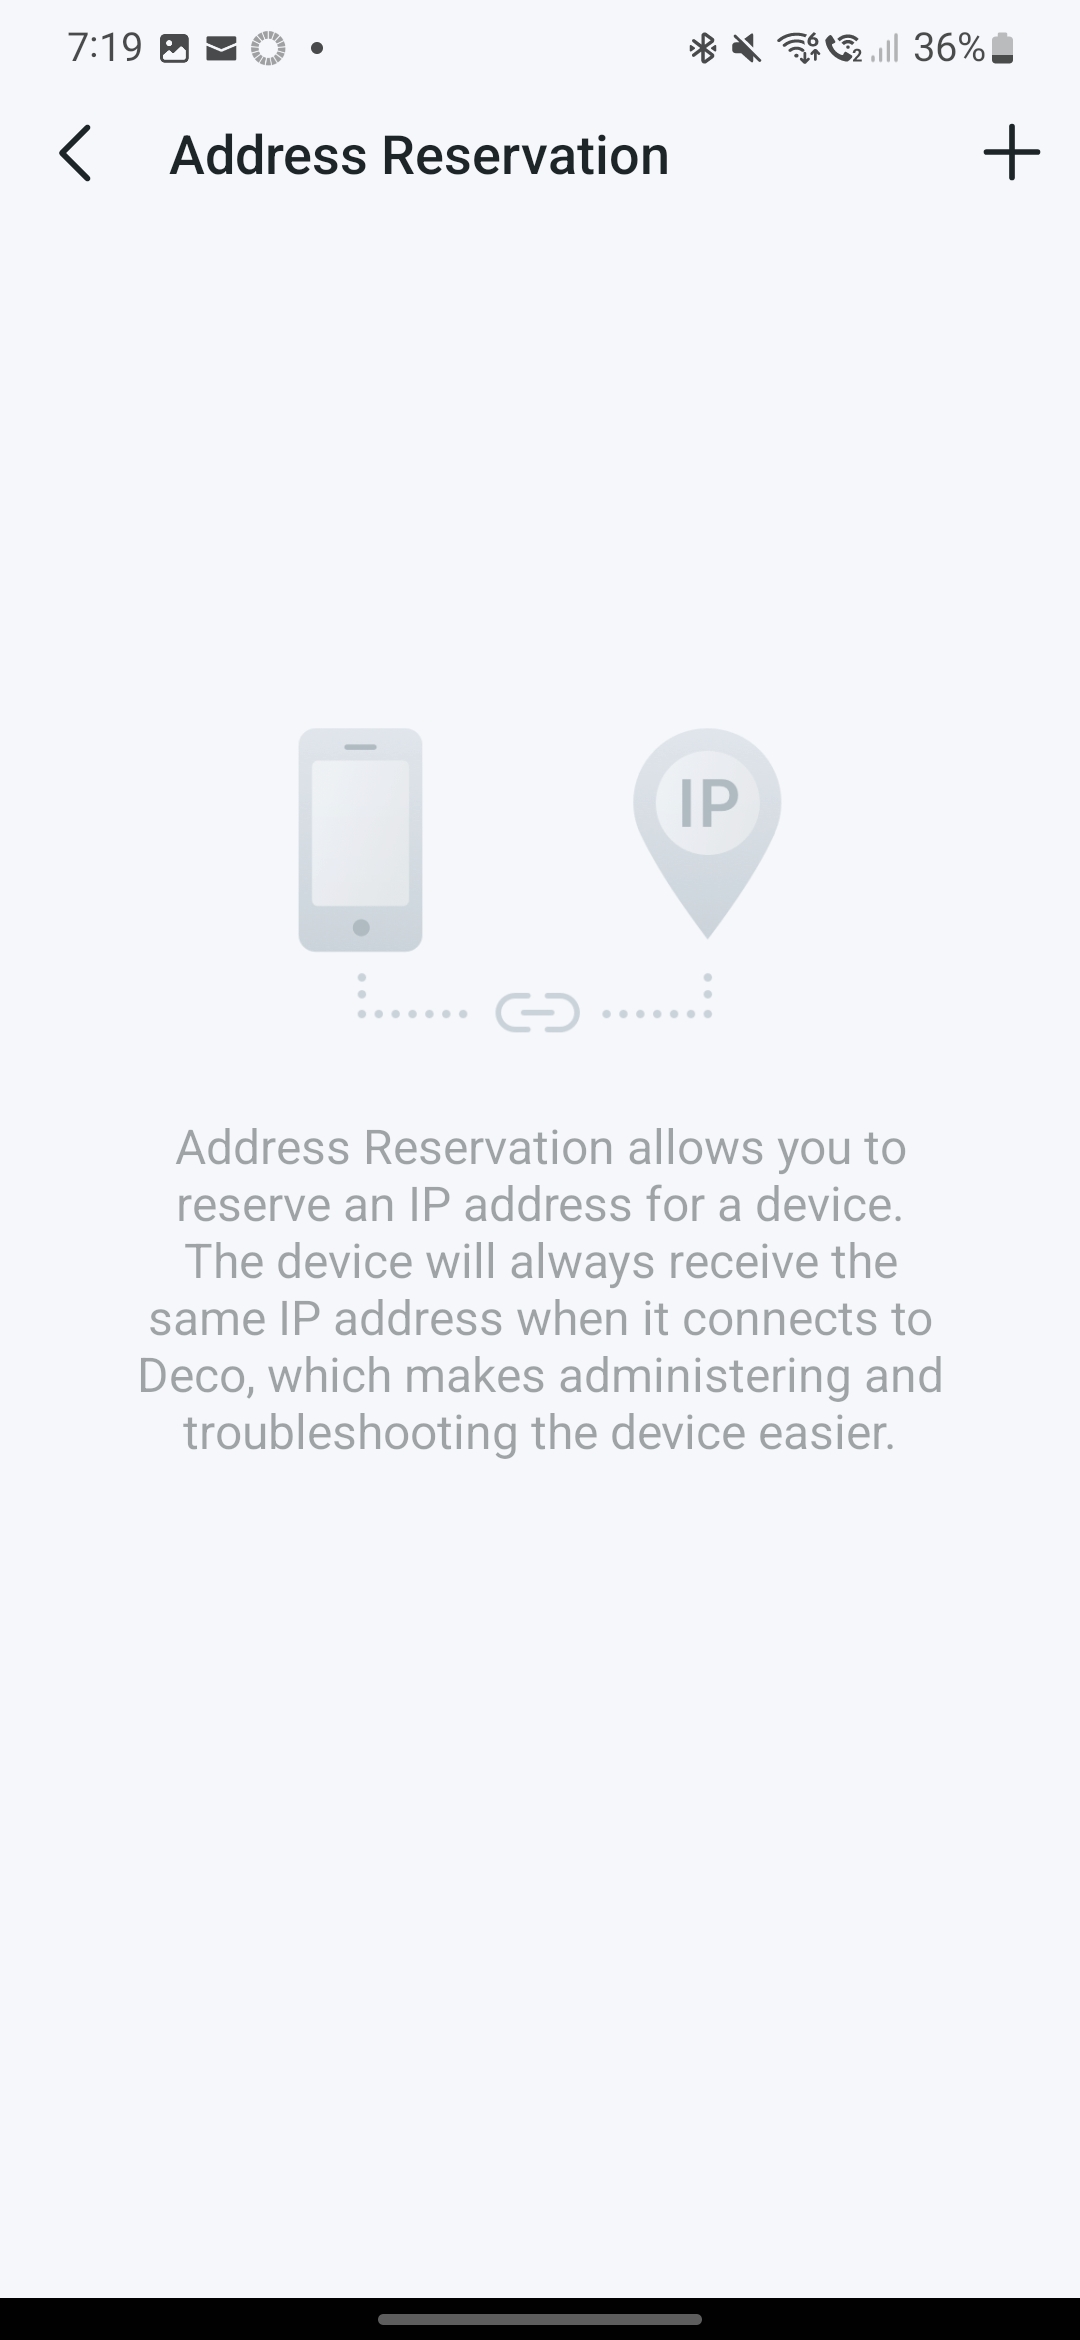 7:19
6
2
36%
Address Reservation
IP
Address Reservation allows you to
reserve an IP address for a device.
The device will always receive the
same IP address when it connects to
Deco, which makes administering and
troubleshooting the device easier.